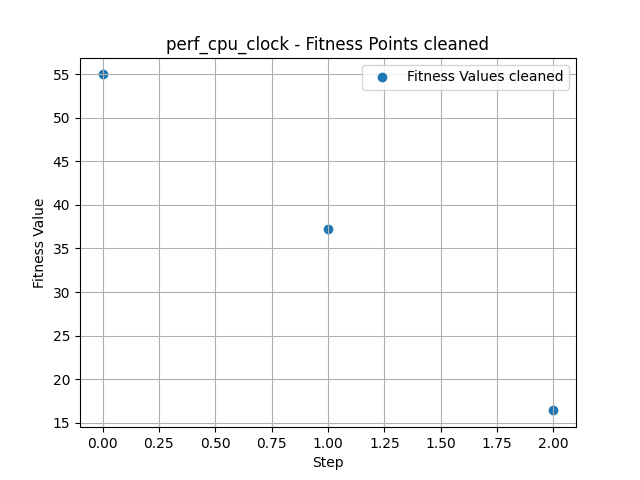 perf_cpu_clock - Fitness Points cleaned
Fitness Values cleaned
Fitness Value
55
50
45
40
35
30
25
20
15
0.00 0.25 0.50 0.75 1.00 1.25 1.50 1.75 2.00
Step